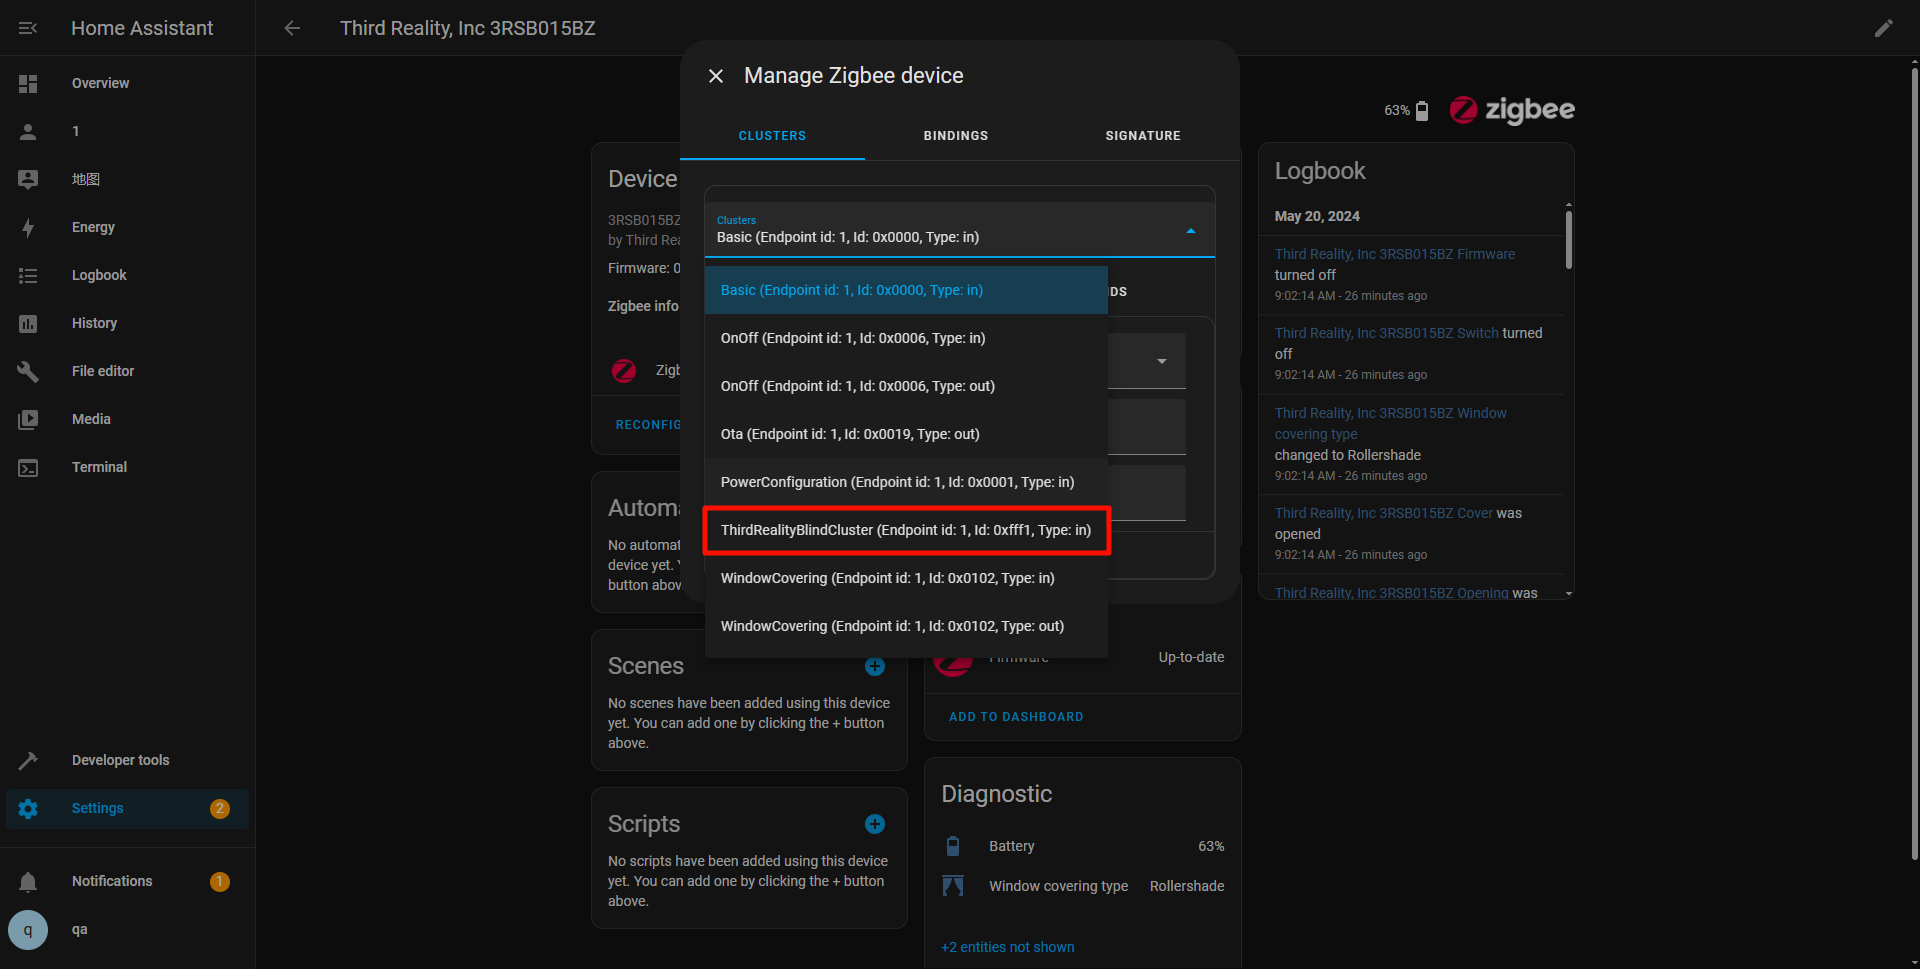 Home Assistant
Third Reality, Inc 3RSB015BZ
Overview
1
地图
Energy
Logbook
History
File editor
Media
Terminal
Developer tools
Settings
2
Notifications
1
q
qa
Manage Zigbee device
CLUSTERS
BINDINGS
SIGNATURE
Clusters
Basic (Endpoint id: 1, Id: 0x0000, Type: in)
Basic (Endpoint id: 1, Id: 0x0000, Type: in)
OnOff (Endpoint id: 1, Id: 0x0006, Type: in)
OnOff (Endpoint id: 1, Id: 0x0006, Type: out)
Ota (Endpoint id: 1, Id: 0x0019, Type: out)
PowerConfiguration (Endpoint id: 1, Id: 0x0001, Type: in)
ThirdRealityBlindCluster (Endpoint id: 1, Id: 0xfff1, Type: in)
WindowCovering (Endpoint id: 1, Id: 0x0102, Type: in)
WindowCovering (Endpoint id: 1, Id: 0x0102, Type: out)
DS
Device
3RSB015BZ
by Third Rea
Firmware: 0
Zigbee info
Zigb
RECONFIG
Automa
No automat
device yet. Y
button abov
Scenes
No scenes have been added using this device
yet. You can add one by clicking the + button
above.
Scripts
No scripts have been added using this device
yet. You can add one by clicking the + button
above.
Firmware
Up-to-date
ADD TO DASHBOARD
Diagnostic
Battery
63%
Window covering type
Rollershade
+2 entities not shown
63%
zigbee
Logbook
May 20, 2024
Third Reality, Inc 3RSB015BZ Firmware
turned off
9:02:14 AM - 26 minutes ago
Third Reality, Inc 3RSB015BZ Switch turned
off
9:02:14 AM - 26 minutes ago
Third Reality, Inc 3RSB015BZ Window
covering type
changed to Rollershade
9:02:14 AM - 26 minutes ago
Third Reality, Inc 3RSB015BZ Cover was
opened
9:02:14 AM - 26 minutes ago
Third Reality, Inc 3RSB015BZ Opening was